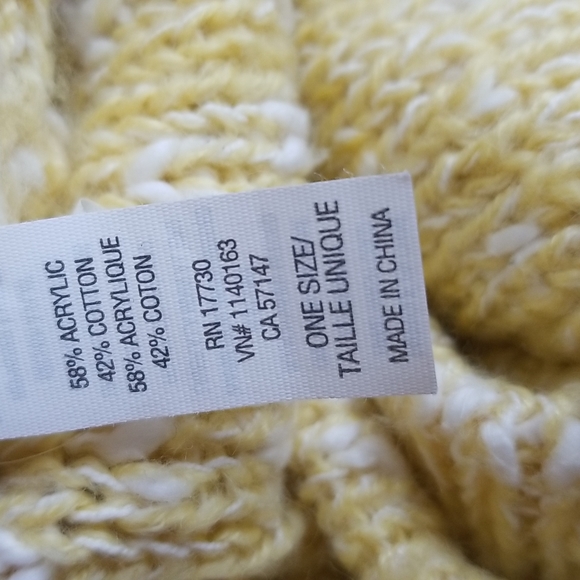 58% ACRYLIC
42% COTTON
58% ACRYLIQUE
42% COTON
RN 17730
VN# 1140163
CA 57147
ONE SIZE/
TAILLE UNIQUE
MADE IN CHINA